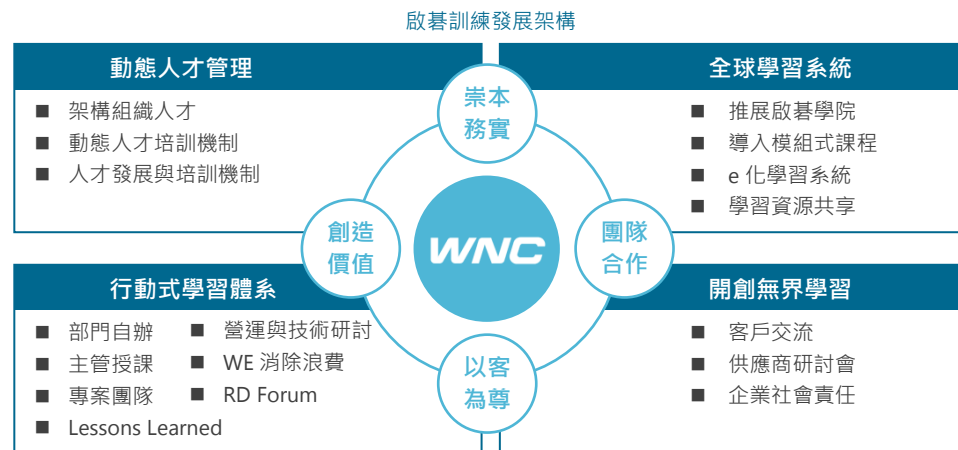 啟碁訓練發展架構
動態人才管理
■ 架構組織人才
■ 動態人才培訓機制
■ 人才發展與培訓機制
全球學習系統
■ 推展啟碁學院
■ 導入模組式課程
■ e 化學習系統
■ 學習資源共享
崇本
務實
創造
價值
WNC
團隊
合作
以客
為尊
行動式學習體系
■ 部門自辦
■ 主管授課
■ 專案團隊
■ Lessons Learned
■ 營運與技術研討
■ WE 消除浪費
■ RD Forum
開創無界學習
■ 客戶交流
■ 供應商研討會
■ 企業社會責任